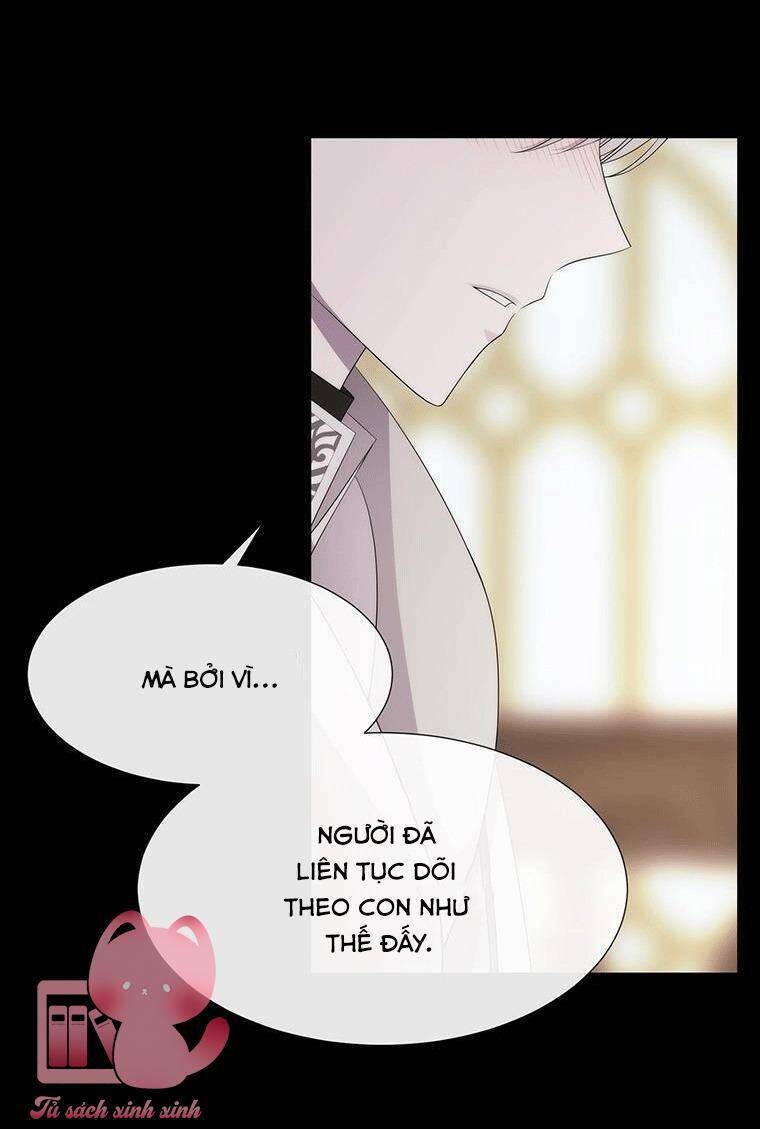 MÀ BỞI VÌ...
NGƯỜI ĐÃ
LIÊN TỤC DÕI
THEO CON NHƯ
THẾ ĐẤY.
Tủ sách xinh xinh